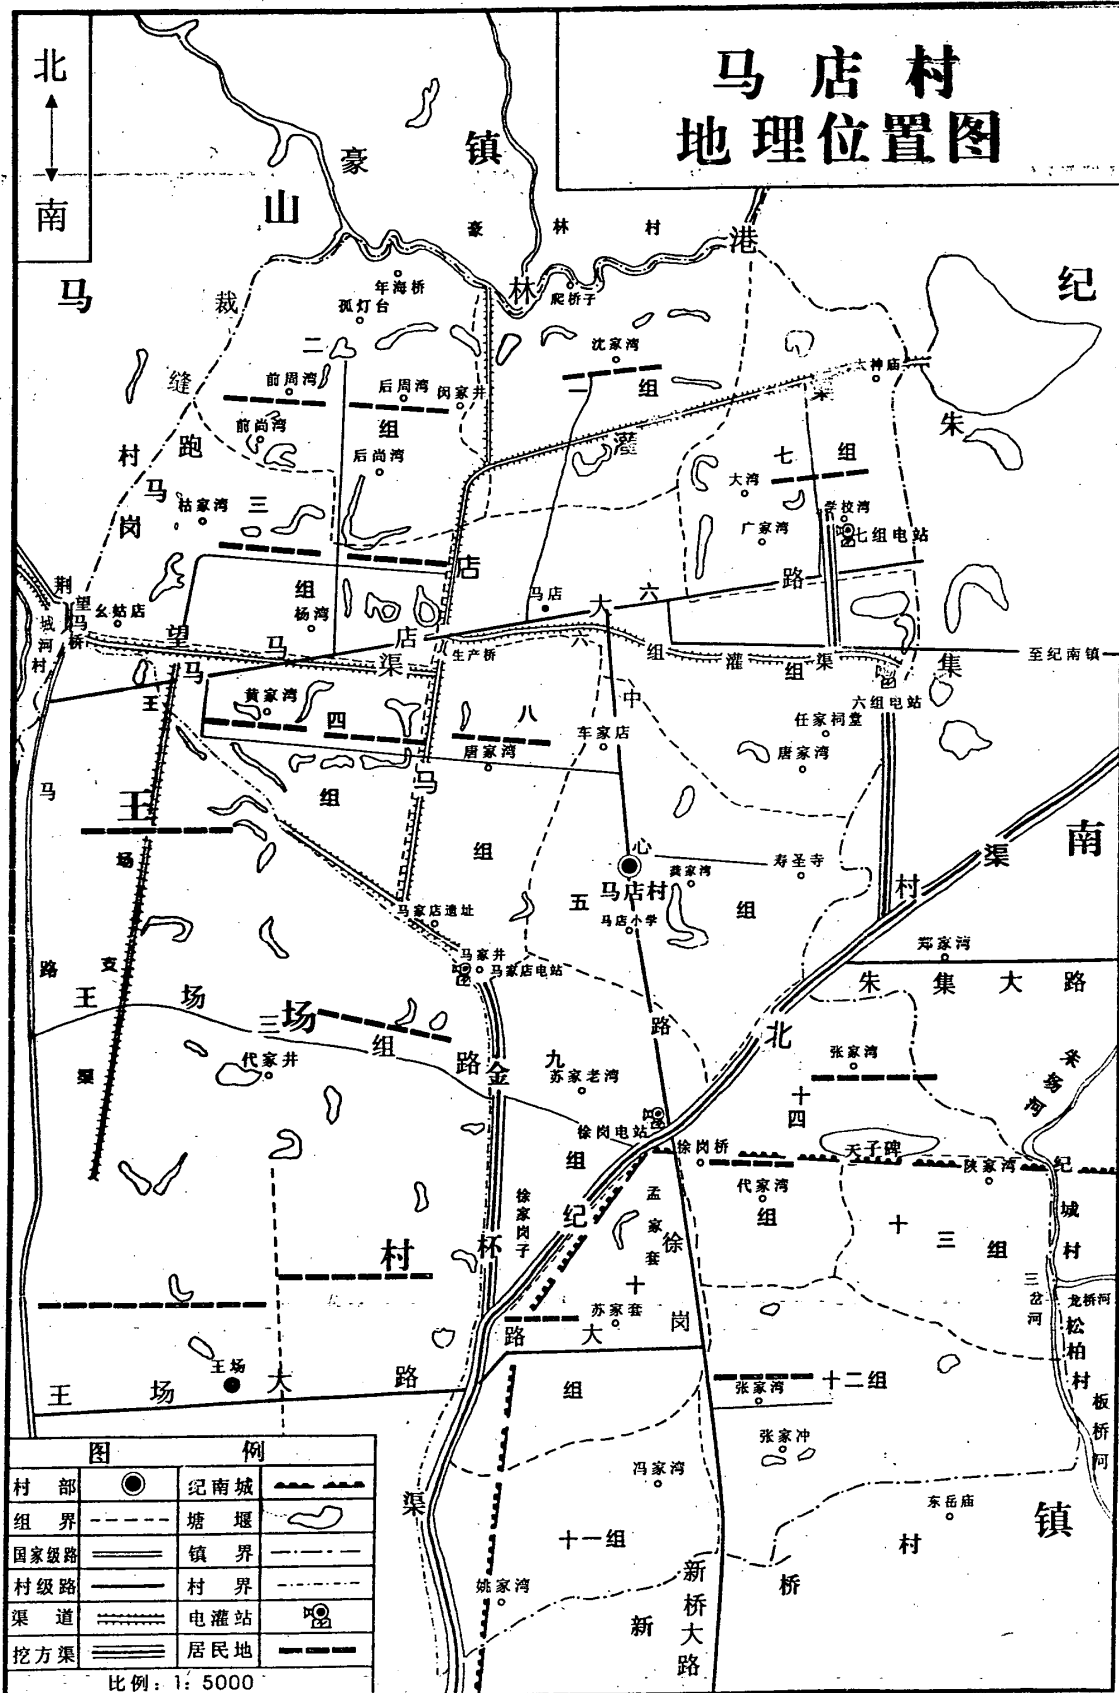 北
南
马店村
地理位置图
镇
豪
山
豪林村
港
马
裁
年海桥
林
爬桥子
纪
孤灯台
二
沈家湾
大神庙
缝
前周湾
后周湾
闵家井
一组
渠
朱
前尚湾
组
跑
后尚湾
灌
七组
村
马
枯家湾
三
大湾
学校湾
岗
广家湾
七组电站
店
荆
组
路
望
幺姑店
杨湾
马店
大
六
城
马
望
马
店
河
桥
生产桥
六
组
灌
组
渠
集
至纪南镇
村
马
渠
王
黄家湾
四
八
中
六组电站
车家店
任家祠堂
唐家湾
唐家湾
马
王
组
马
南
场
组
心
寿圣寺
渠
龚家湾
马店村
村
五
组
马店小学
马家店遗址
郑家湾
马家井
马家店电站
路
支
朱集大路
王
场
场
三
组
路
北
路
金
九
张家湾
代家井
苏家老湾
朱杨河
渠
十四
徐岗电站
徐岗桥
天子碑
组
陕家湾
纪
代家湾
徐家岗子
孟家套
城
组
十三组
纪
徐
村
村
杯
十
三岔河
龙桥河
苏家套
松柏村
路大岗
王场
王场大路
组
张家湾
十二组
板桥河
张家冲
冯家湾
渠
东岳庙
镇
十一组
村
新桥大路
桥
姚家湾
新
图例
村部
纪南城
组界
塘堰
国家级路
镇界
村级路
村界
渠道
电灌站
挖方渠
居民地
比例：1：5000